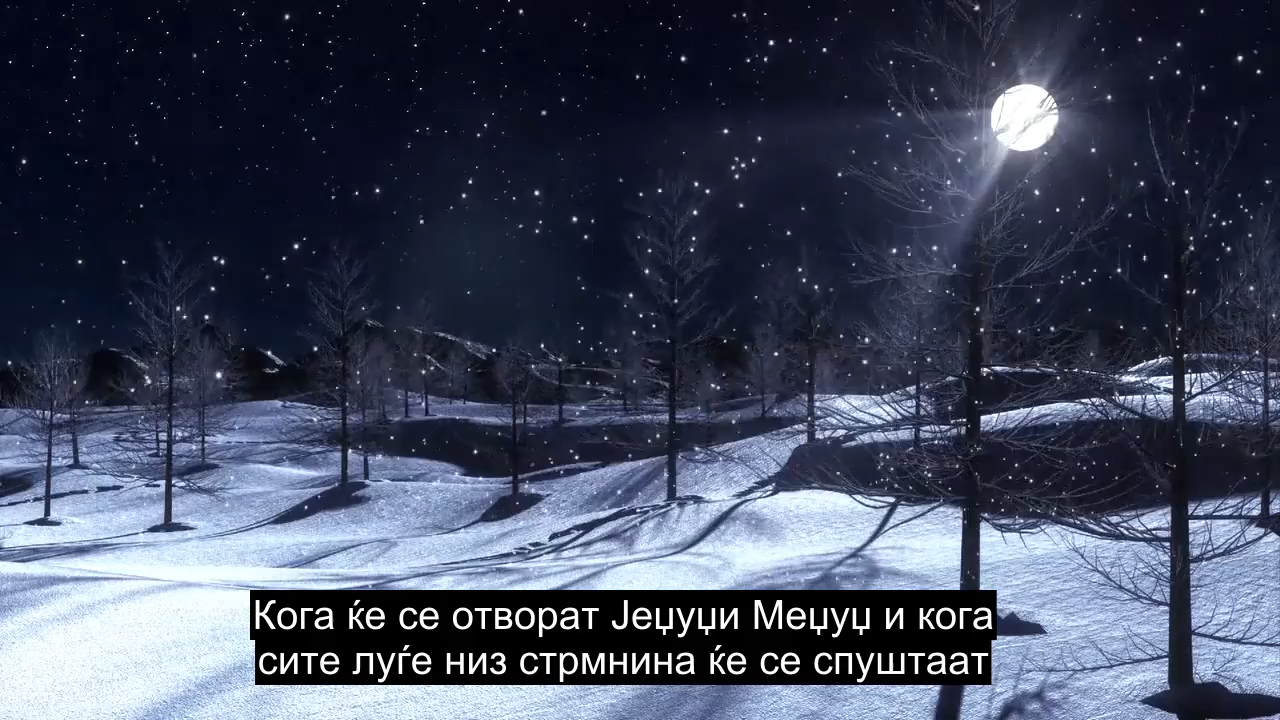 Кога ќе се отворат Јеџуџи Меџуџ и кога
сите луѓе низ стрмнина ќе се спуштаат